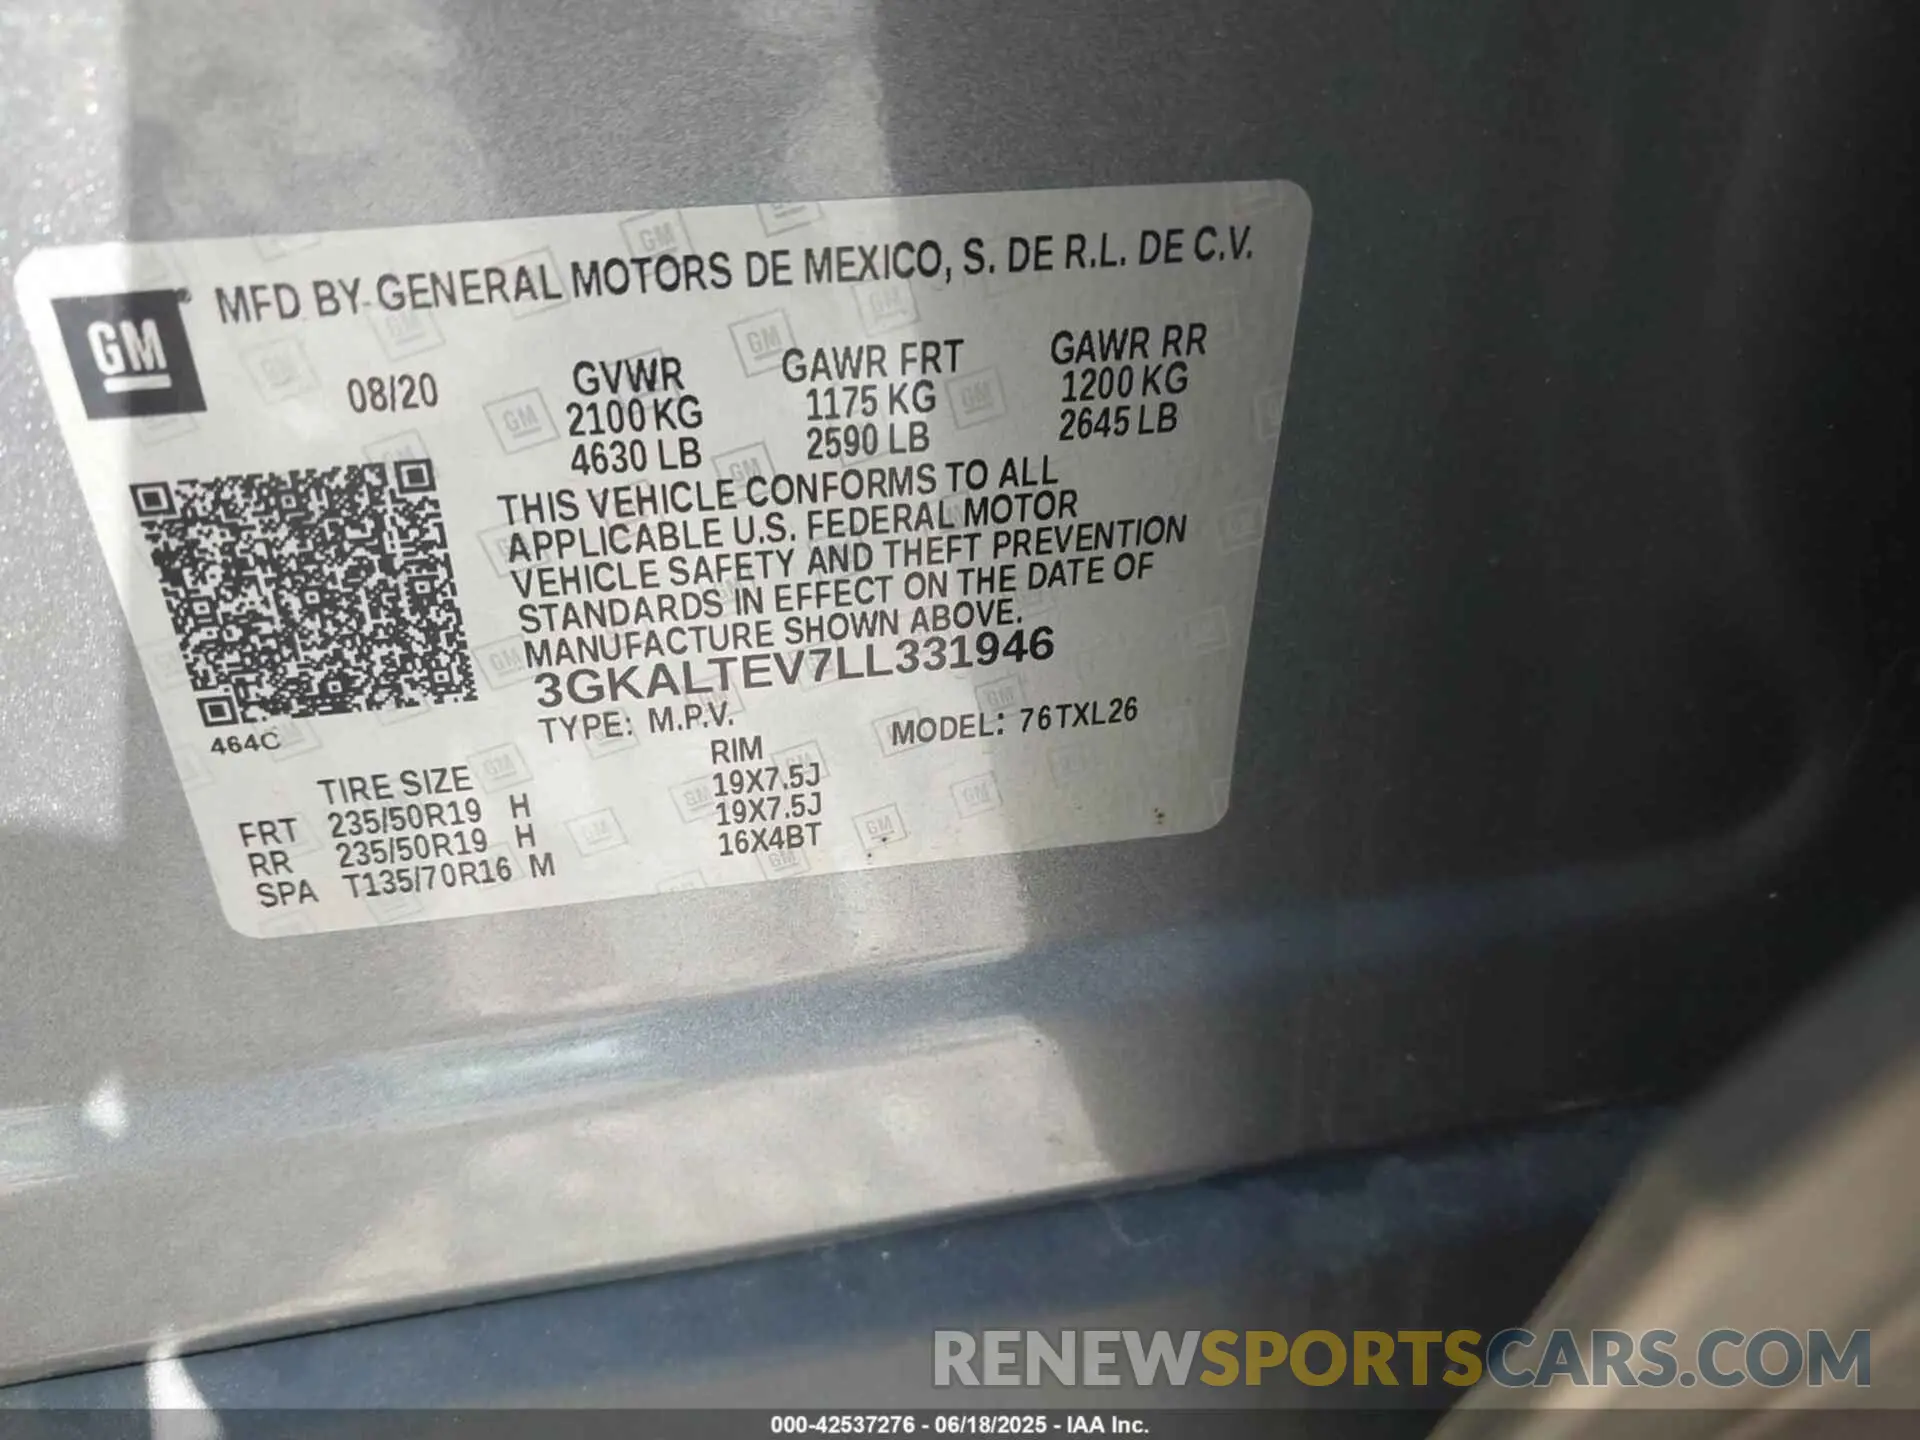 MFD BY GENERAL MOTORS DE MEXICO, S. DE R.L. DE C.V.
GM
08/20
GVWR GAWR FRT GAWR RR
2100 KG 1175 KG 1200 KG
4630 LB 2590 LB 2645 LB
THIS VEHICLE CONFORMS TO ALL
APPLICABLE U.S. FEDERAL MOTOR
VEHICLE SAFETY AND THEFT PREVENTION
STANDARDS IN EFFECT ON THE DATE OF
MANUFACTURE SHOWN ABOVE.
3GKALTEV7LL331946
TYPE: M.P.V. MODEL: 76TXL26
464C
TIRE SIZE RIM
FRT 235/50R19 H 19X7.5J
RR 235/50R19 H 19X7.5J
SPA T135/70R16 M 16X4BT
RENEWSPORTSCARS.COM
000-42537276 - 06/18/2025 - IAA Inc.